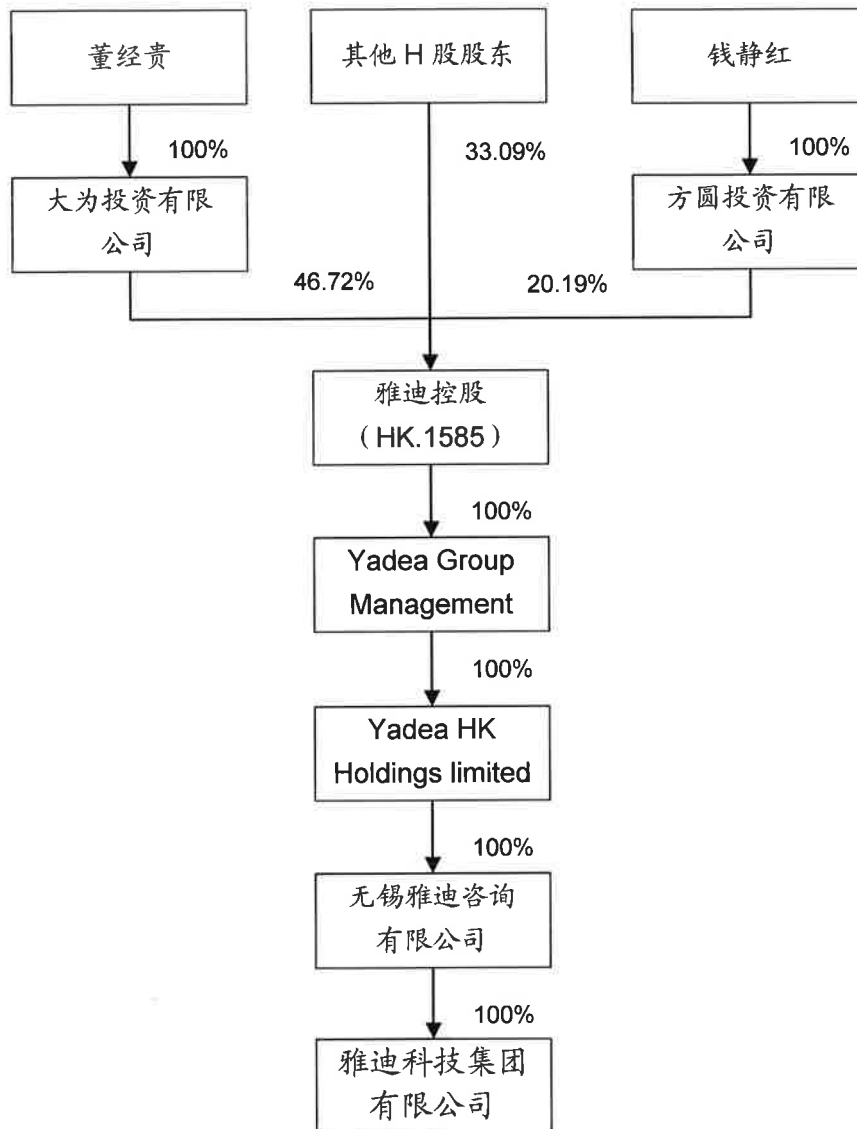 董经贵
其他 H 股股东
钱静红
100%
33.09%
100%
大为投资有限
公司
方圆投资有限
公司
46.72%
20.19%
雅迪控股
（HK.1585）
100%
Yadea Group
Management
100%
Yadea HK
Holdings limited
100%
无锡雅迪咨询
有限公司
100%
雅迪科技集团
有限公司